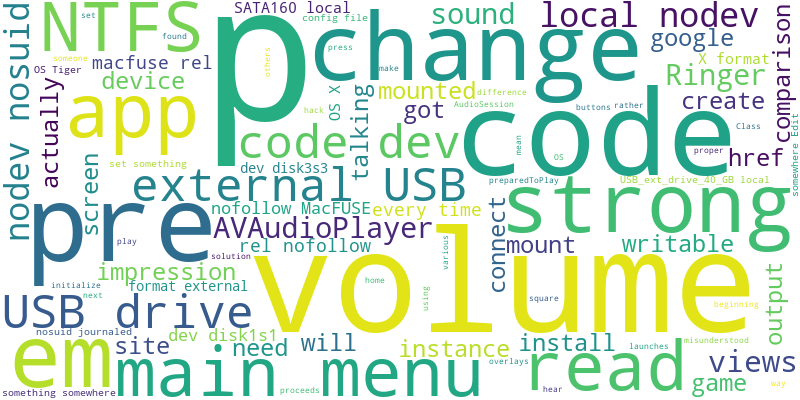 set
found
someone
NTFS
SATA160 local
config file
sound
local nodev
google
X format
Ringer
create
comparison
macfuse rel
OS Tiger
device
app
p
change
press
others
make
mounted
difference
AudioSession
buttons
rather
hack
OS X
talking
got
code
code dev
nodev nosuid
actually
screen
set something
dev disk3s3
external USB
mean
OS
Class
proper
href
somewhere Edit
preparedToPlay
USB_ext_drive_40_GB local
strong
pre
nofollow MacFUSE
every time
AVAudioPlayer
rel nofollow
play
solution
impression
initialize
next
format external
home
using
various
volume
connect
mount
writable
square
beginning
output
USB drive
nosuid journaled
dev disk1s1
site
need
will
instance
install
launches
misunderstood
views
em
main menu
proceeds
overlays
hear
read
game
way
something somewhere